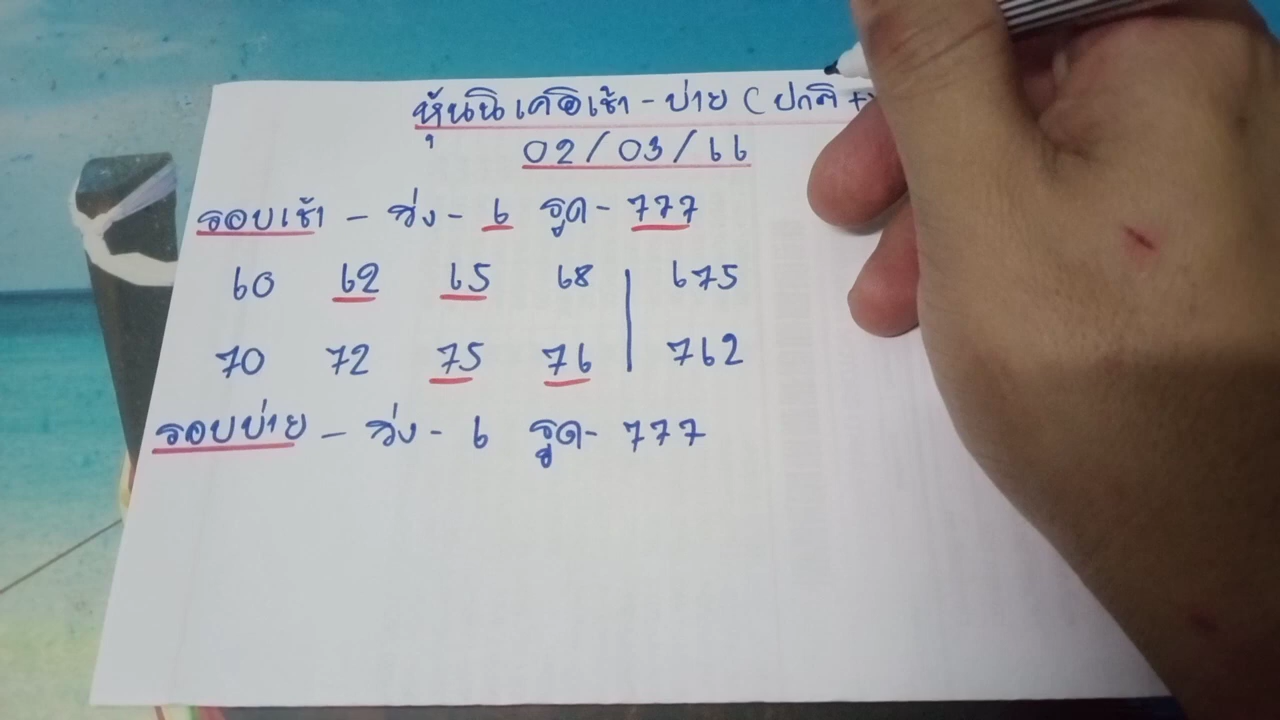 หุ้นนิเคอิเช้า - บ่าย (ปกติ +
02/03/66
รอบเช้า - วิ่ง - 6 รูด - 777
60 62 65 68 | 675
70 72 75 76 | 762
รอบบ่าย - วิ่ง - 6 รูด - 777